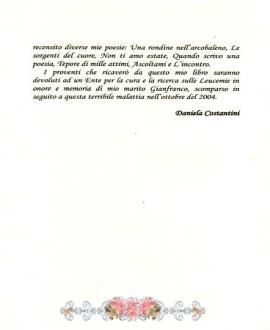 recensito diverse mie poesie: Una rondine nell'arcobaleno, Le
sorgenti del cuore, Non ti amo estate, Quando scrivo una
poesia, Tepore di mille attimi, Ascoltami e L'incontro.
I proventi che ricaverò da questo mio libro saranno
devoluti ad un Ente per la cura e la ricerca sulle Leucemie in
onore e memoria di mio marito Gianfranco, scomparso in
seguito a questa terribile malattia nell'ottobre del 2004.
Daniela Costantini